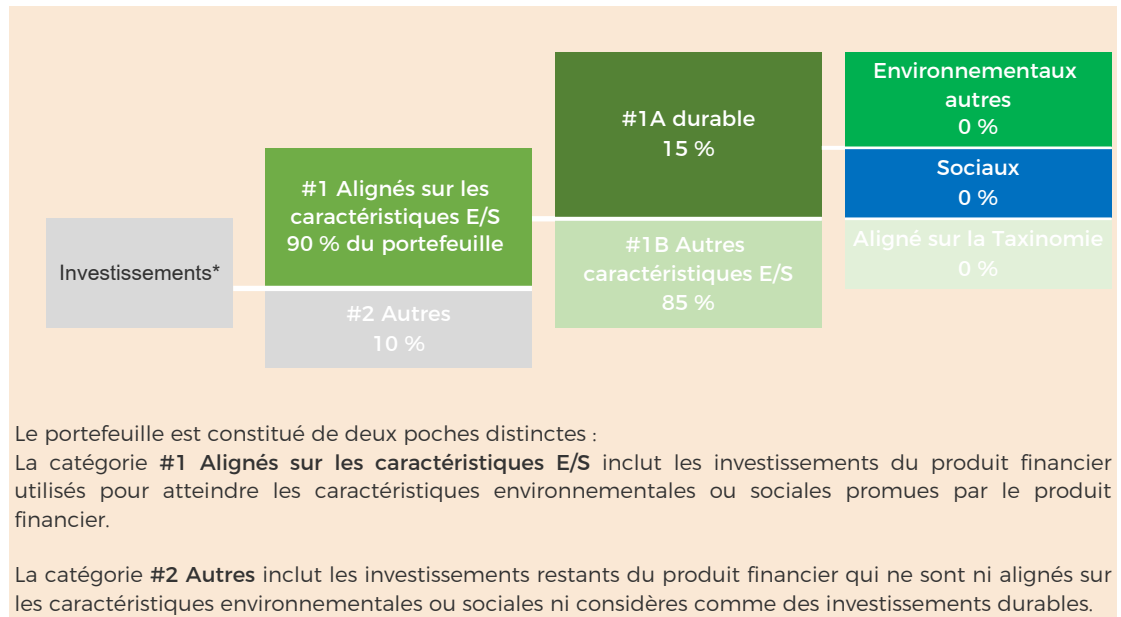 Investissements*
#1 Alignés sur les
caractéristiques E/S
90 % du portefeuille
#2 Autres
10 %
#1A durable
15 %
#1B Autres
caractéristiques E/S
85 %
Environnementaux
autres
0 %
Sociaux
0 %
Aligné sur la Taxinomie
0 %
Le portefeuille est constitué de deux poches distinctes :
La catégorie #1 Alignés sur les caractéristiques E/S inclut les investissements du produit financier
utilisés pour atteindre les caractéristiques environnementales ou sociales promues par le produit
financier.
La catégorie #2 Autres inclut les investissements restants du produit financier qui ne sont ni alignés sur
les caractéristiques environnementales ou sociales ni considères comme des investissements durables.